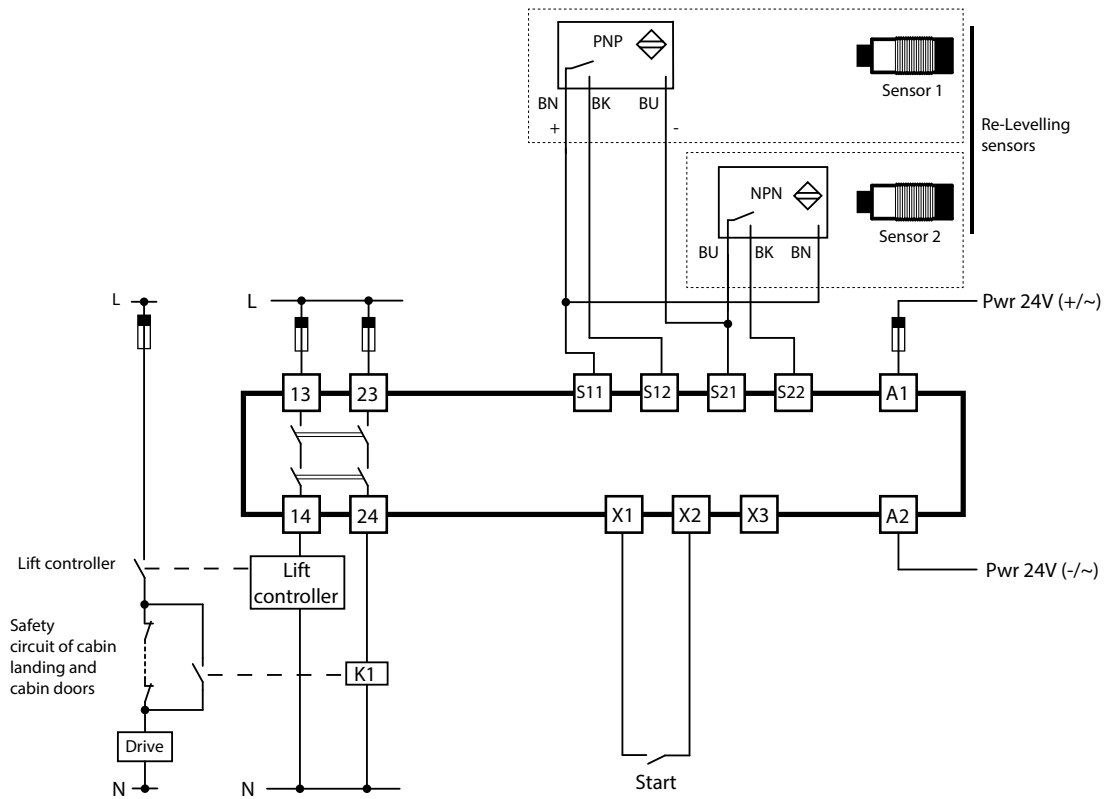 PNP
Sensor 1
BN
BK
BU
+
-
Re-Levelling
sensors
NPN
Sensor 2
BU
BK
BN
L
L
Pwr 24V (+/~)
13
23
S11
S12
S21
S22
A1
14
24
X1
X2
X3
A2
Lift controller
Lift
controller
Pwr 24V (-/~)
Safety
circuit of cabin
landing and
cabin doors
K1
Drive
Start
N
N